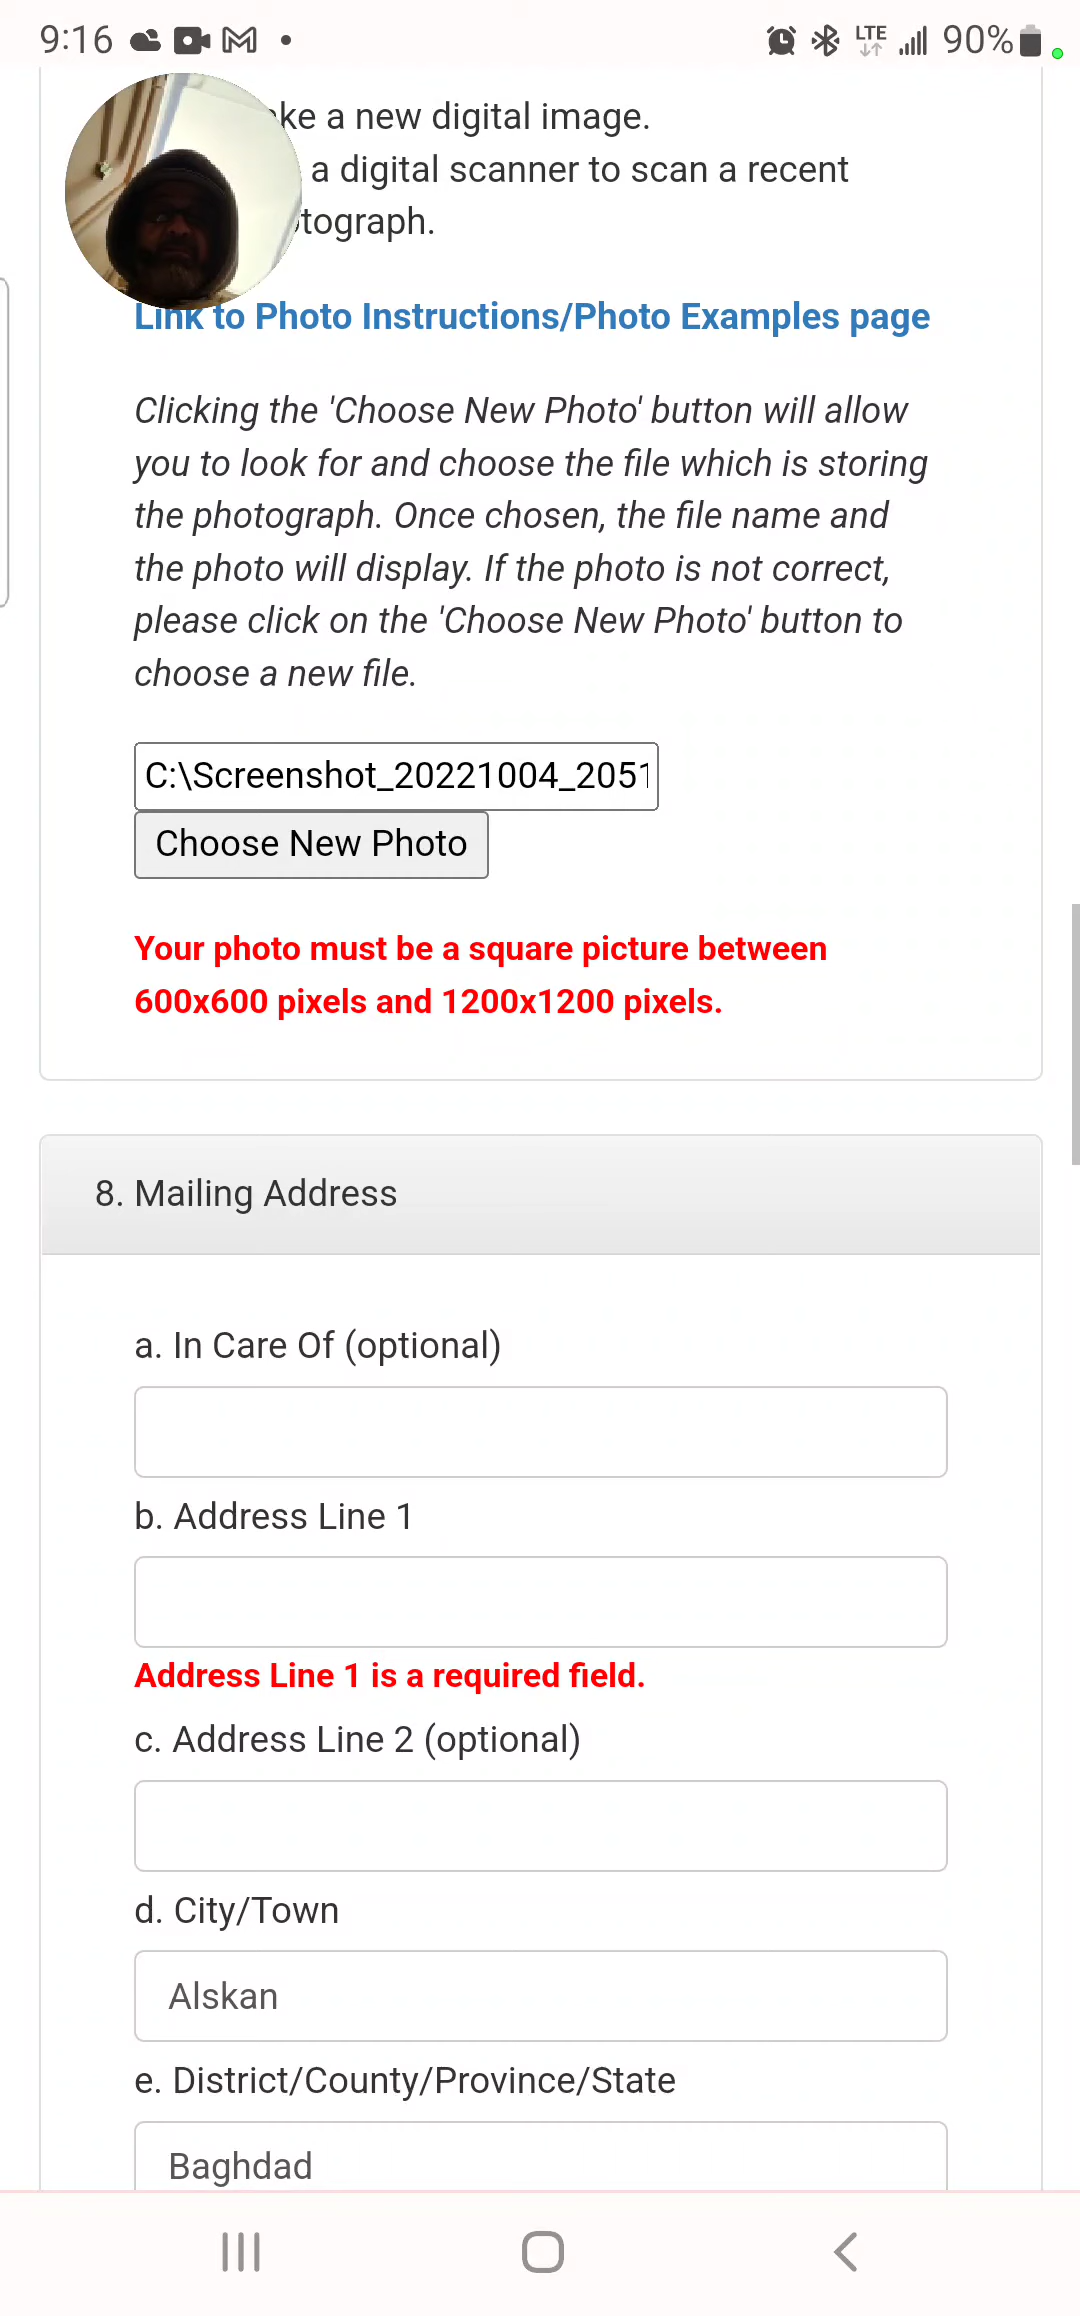 9:16
LTE
90%
ke a new digital image.
a digital scanner to scan a recent
tograph.
Link to Photo Instructions/Photo Examples page
Clicking the 'Choose New Photo' button will allow
you to look for and choose the file which is storing
the photograph. Once chosen, the file name and
the photo will display. If the photo is not correct,
please click on the 'Choose New Photo' button to
choose a new file.
C:\Screenshot_20221004_2051
Choose New Photo
Your photo must be a square picture between
600x600 pixels and 1200x1200 pixels.
8. Mailing Address
a. In Care Of (optional)
b. Address Line 1
Address Line 1 is a required field.
c. Address Line 2 (optional)
d. City/Town
Alskan
e. District/County/Province/State
Baghdad